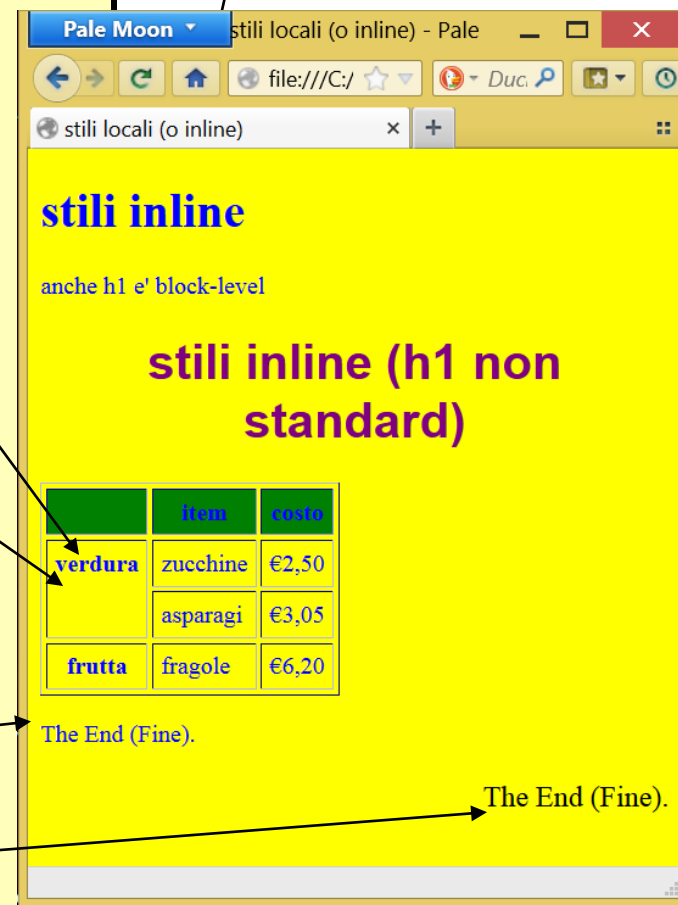 Pale Moon
stili locali (o inline) - Pale
file:///C:/
Duc
stili locali (o inline)
stili inline
anche h1 e' block-level
stili inline (h1 non
standard)
item costo
verdura zucchine €2,50
asparagi €3,05
frutta fragole €6,20
The End (Fine).
The End (Fine).